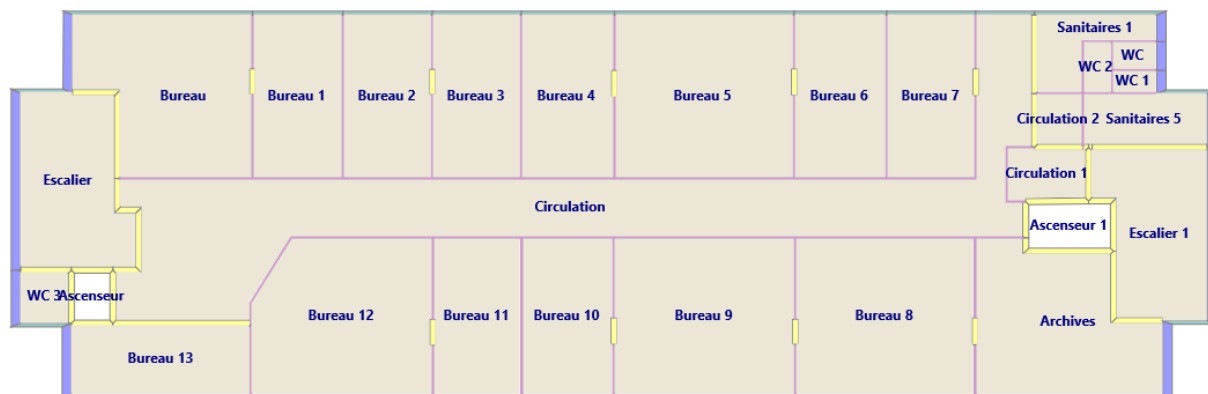 Sanitaires 1
WC
WC 2
WC 1
Bureau
Bureau 1
Bureau 2
Bureau 3
Bureau 4
Bureau 5
Bureau 6
Bureau 7
Circulation 2
Sanitaires 5
Escalier
Circulation 1
Circulation
Ascenseur 1
Escalier 1
WC 3
Ascenseur
Bureau 12
Bureau 11
Bureau 10
Bureau 9
Bureau 8
Archives
Bureau 13